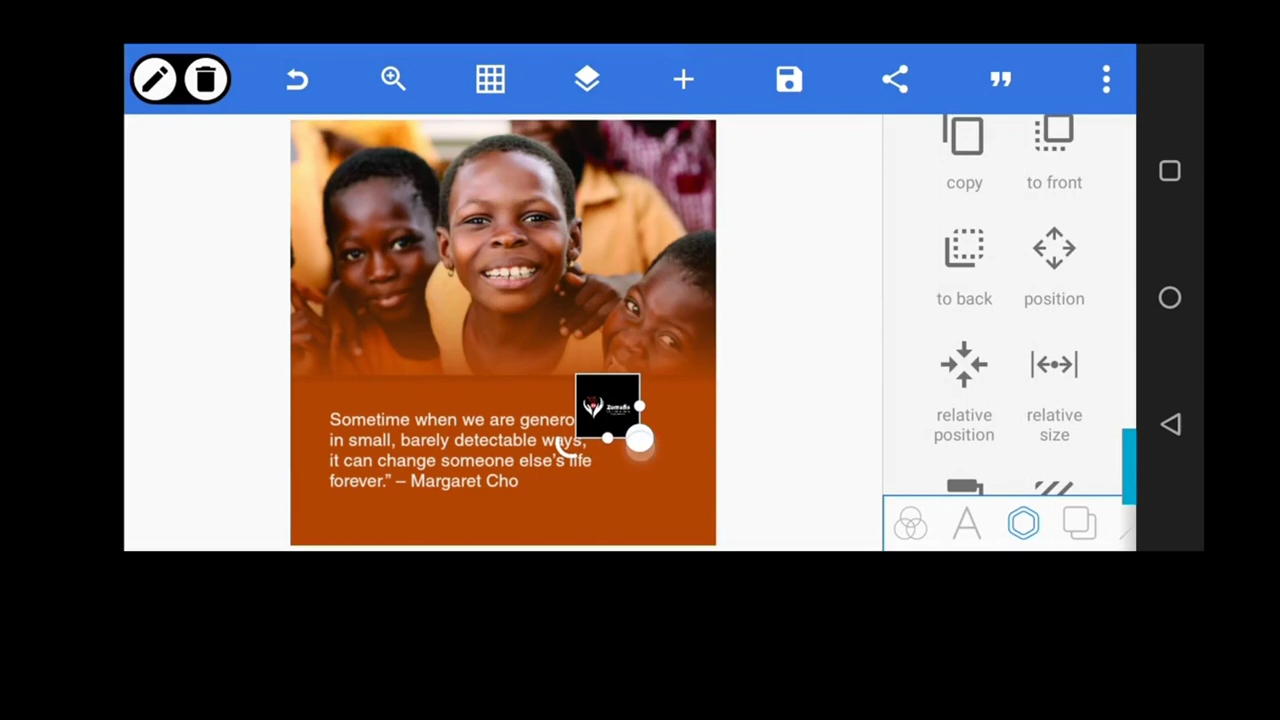 copy
to front
to back
position
relative
position
relative
size
Sometime when we are genero
in small, barely detectable ways,
it can change someone else's life
forever.” – Margaret Cho